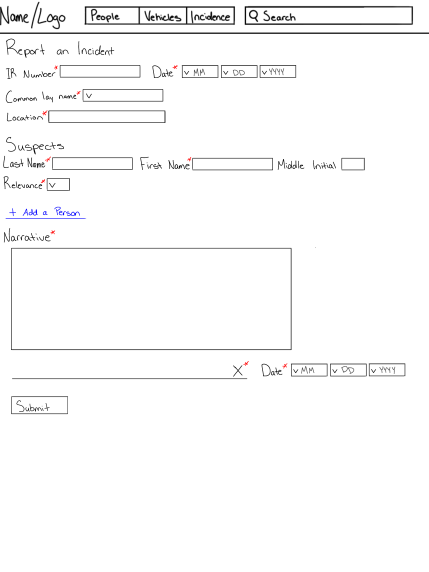 Name/Logo People Vehicles Incidence Search
Report an Incident
IR Number* Date* v MM v DD v YYYY
Common lay name* v
Location*
Suspects
Last Name* First Name* Middle Initial
Relevance* v
+ Add a Person
Narrative*
X* Date* v MM v DD v YYYY
Submit